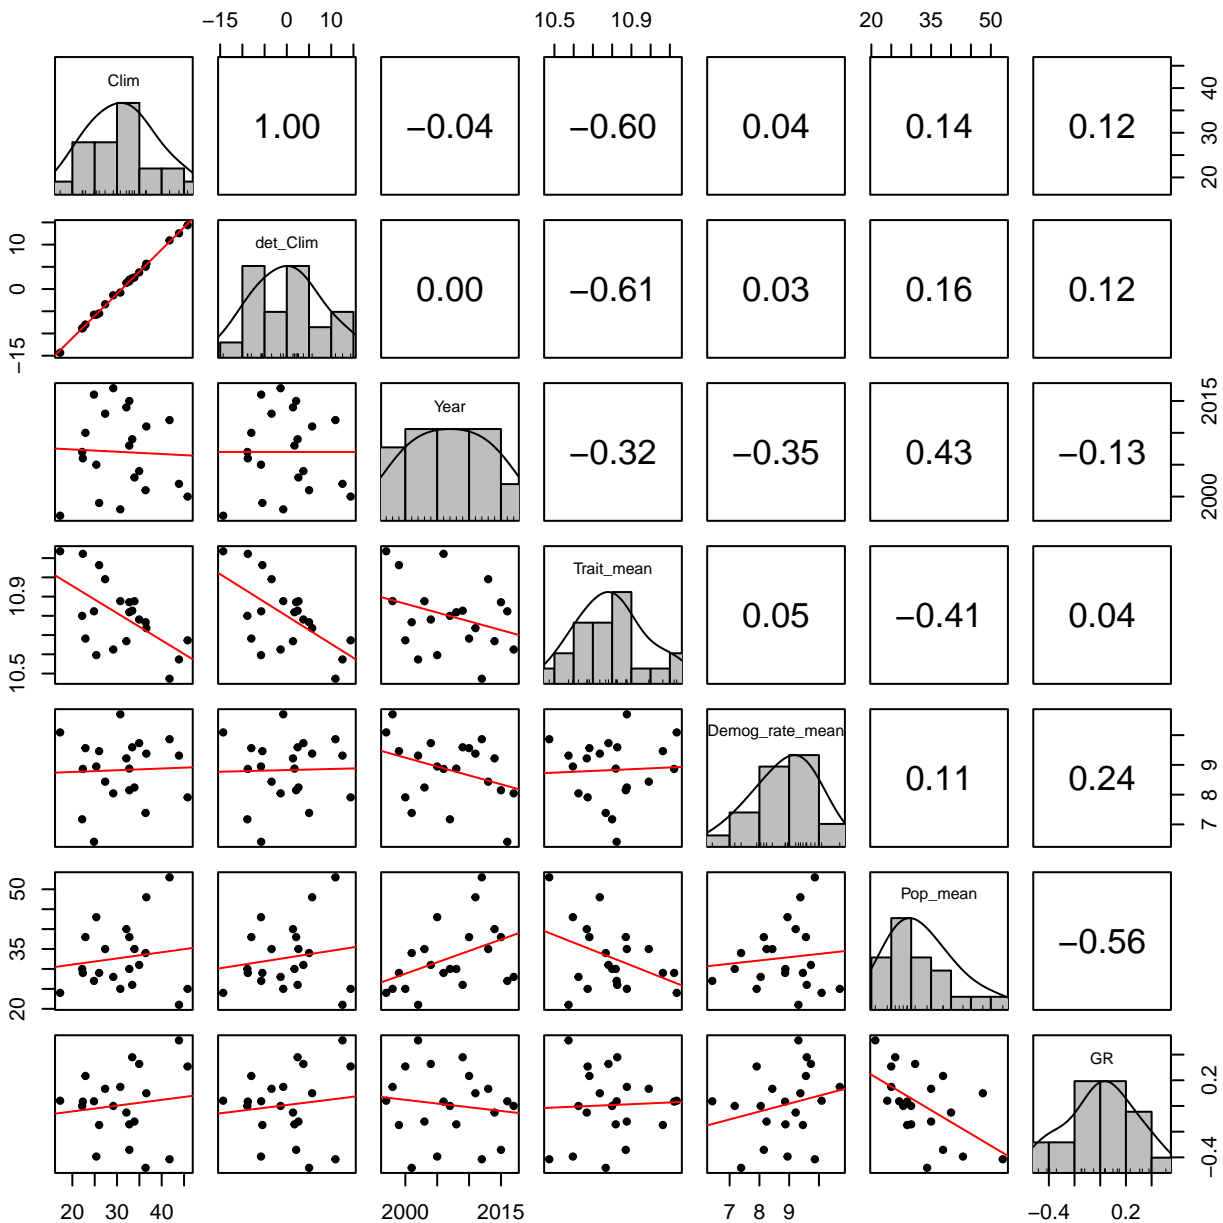 −15 0 10 10.5 10.9 20 35 50
Clim 1.00 −0.04 −0.60 0.04 0.14 0.12 20 30 40
−15 0 10 det_Clim 0.00 −0.61 0.03 0.16 0.12
Year −0.32 −0.35 0.43 −0.13 2000 2015
10.5 10.9 Trait_mean 0.05 −0.41 0.04
Demog_rate_mean 0.11 0.24 7 8 9
20 35 50 Pop_mean −0.56
GR −0.4 0.2
20 30 40 2000 2015 7 8 9 −0.4 0.2